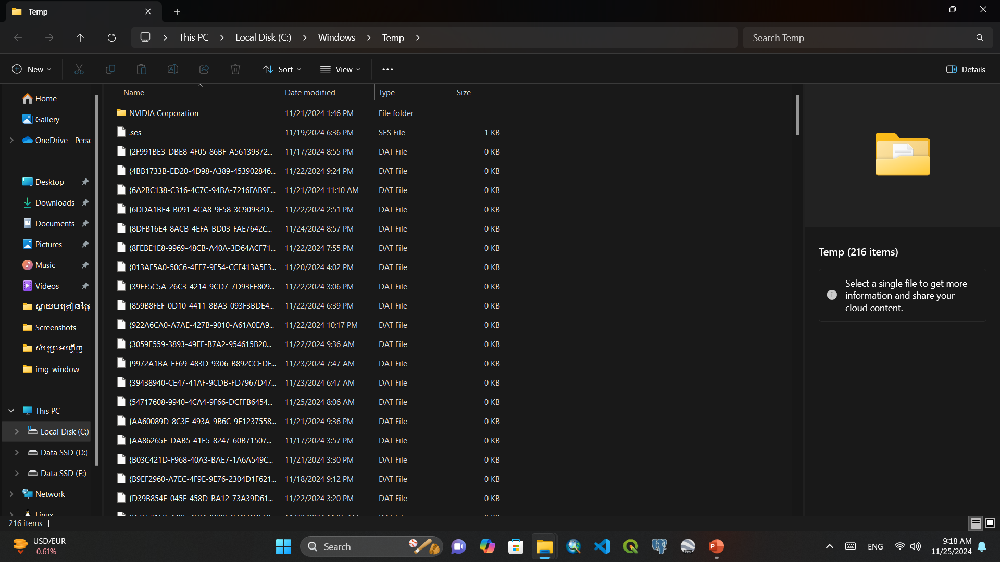 Temp
This PC
Local Disk (C:)
Windows
Temp
Search Temp
New
Sort
View
Details
Home
Gallery
OneDrive - Perso
Desktop
Downloads
Documents
Pictures
Music
Videos
Screenshots
សំបុត្រអញ្ជើញ
img_window
This PC
Local Disk (C:)
Data SSD (D:)
Data SSD (E:)
Network
Linux
Name Date modified Type Size
NVIDIA Corporation 11/21/2024 1:46 PM File folder
.ses 11/19/2024 6:36 PM SES File 1 KB
{2F991BE3-DBE8-4F05-86BF-A56139372... 11/17/2024 8:55 PM DAT File 0 KB
{4BB1733B-ED20-4D98-A389-453902846... 11/22/2024 9:24 PM DAT File 0 KB
{6A2BC138-C316-4C7C-94BA-7216FAB9E... 11/21/2024 11:10 AM DAT File 0 KB
{6DDA1BE4-B091-4CA8-9F58-3C90932D... 11/22/2024 2:51 PM DAT File 0 KB
{8DFB16E4-8ACB-4EFA-BD03-FAE7642C... 11/24/2024 8:57 PM DAT File 0 KB
{8FEBE1E8-9969-48CB-A40A-3D64ACF71... 11/22/2024 7:55 PM DAT File 0 KB
{013AF5A0-50C6-4EF7-9F54-CCF413A5F3... 11/20/2024 4:02 PM DAT File 0 KB
{39EF5C5A-26C3-4214-9CD7-7D93FE809... 11/22/2024 3:06 PM DAT File 0 KB
{859B8FEF-0D10-4411-8BA3-093F3BDE4... 11/22/2024 6:39 PM DAT File 0 KB
{922A6CA0-A7AE-427B-9010-A61A0EA9... 11/22/2024 10:17 PM DAT File 0 KB
{3059E559-3893-49EF-B7A2-954615B20... 11/22/2024 9:36 AM DAT File 0 KB
{9972A1BA-EF69-483D-9306-B892CCEDF... 11/23/2024 7:47 AM DAT File 0 KB
{39438940-CE47-41AF-9CDB-FD7967D47... 11/23/2024 6:47 AM DAT File 0 KB
{54717608-9940-4CA4-9F66-DCFFB6454... 11/25/2024 8:06 AM DAT File 0 KB
{AA60089D-8C3E-493A-9B6C-9E1237558... 11/21/2024 9:36 PM DAT File 0 KB
{AA86265E-DAB5-41E5-8247-60B71507... 11/17/2024 3:57 PM DAT File 0 KB
{B03C421D-F968-40A3-BAE7-1A6A549C... 11/21/2024 3:30 PM DAT File 0 KB
{B9EF2960-A7EC-4F9E-9E76-2304D1F621... 11/18/2024 9:12 PM DAT File 0 KB
{D39B854E-045F-458D-BA12-73A39D61... 11/22/2024 3:20 PM DAT File 0 KB
Temp (216 items)
Select a single file to get more
information and share your
cloud content.
216 items
USD/EUR
-0.61%
Search
Pro
P
ENG
9:18 AM
11/25/2024